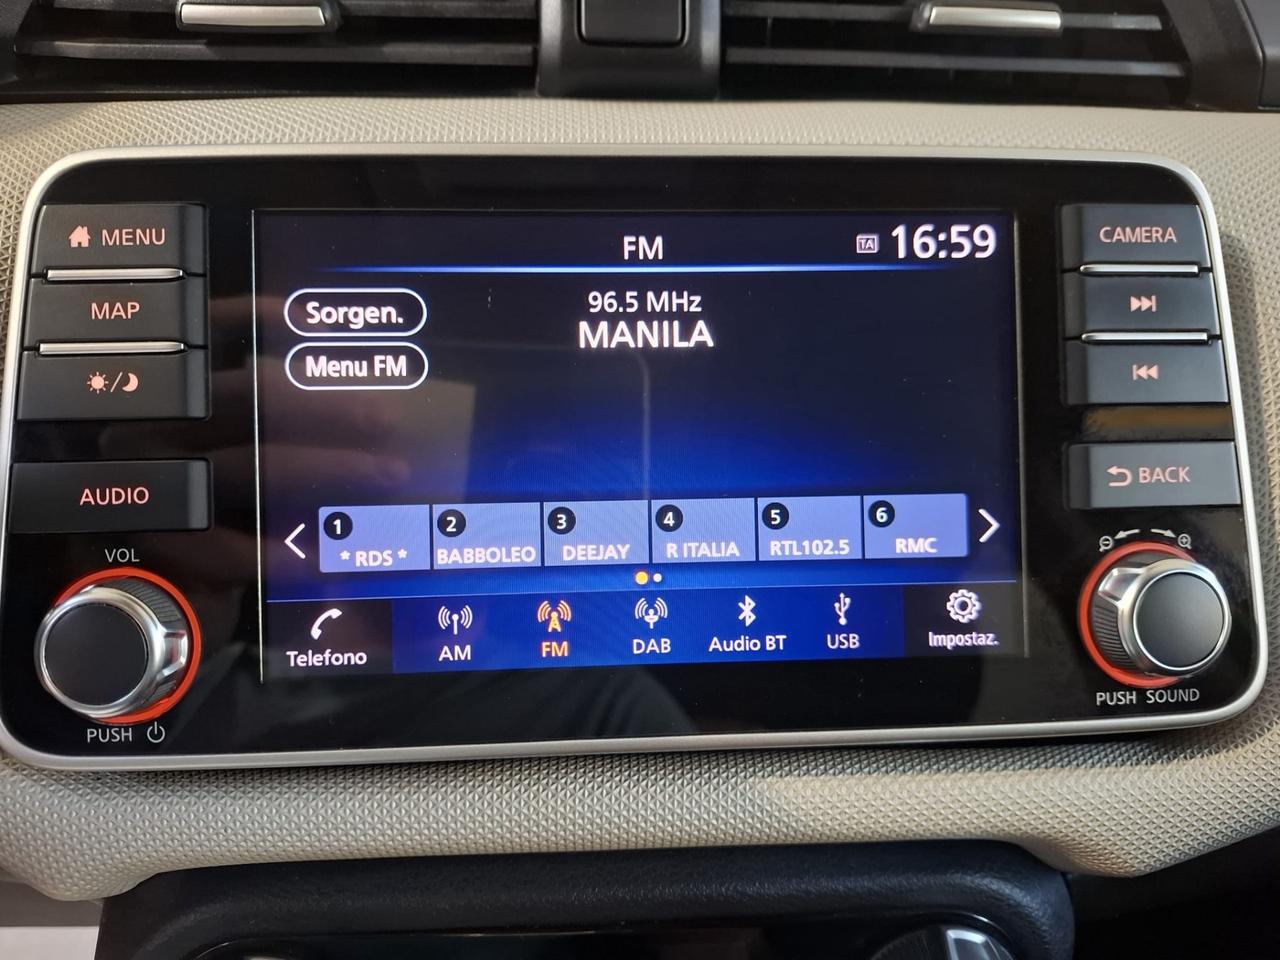 MENU
MAP
AUDIO
VOL
PUSH
FM
TA
16:59
Sorgen.
96.5 MHz
MANILA
Menu FM
1
* RDS *
2
BABBOLEO
3
DEEJAY
4
R ITALIA
5
RTL102.5
6
RMC
Telefono
AM
FM
DAB
Audio BT
USB
Impostaz.
CAMERA
BACK
PUSH SOUND